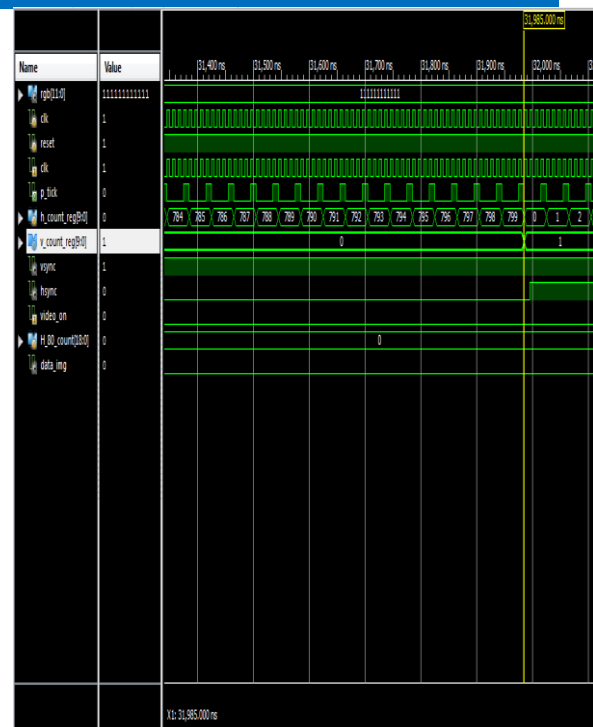 31,985.000 ns
Name Value 31,400 ns 31,500 ns 31,600 ns 31,700 ns 31,800 ns 31,900 ns 32,000 ns
rgb[11:0] 111111111111 111111111111
clk 1
reset 1
clk 1
p_tick 0
h_count_reg[9:0] 0 784 785 786 787 788 789 790 791 792 793 794 795 796 797 798 799 0 1 2
v_count_reg[9:0] 1 0 1
vsync 1
hsync 0
video_on 0
H_80_count[18:0] 0 0
data_img 0
X1: 31,985.000 ns